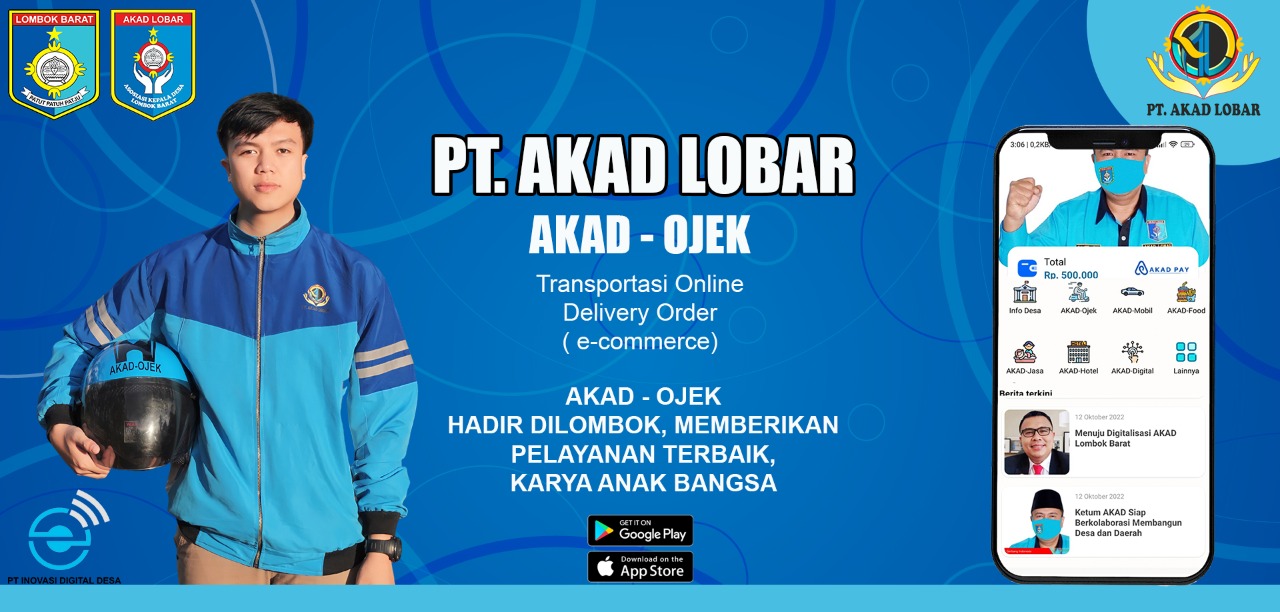 LOMBOK BARAT
PATUT PATUH PATJU
AKAD LOBAR
ASOSIASI KEPALA DESA
LOMBOK BARAT
PT. AKAD LOBAR
PT. AKAD LOBAR
AKAD - OJEK
Transportasi Online
Delivery Order
( e-commerce)
AKAD - OJEK
HADIR DILOMBOK, MEMBERIKAN
PELAYANAN TERBAIK,
KARYA ANAK BANGSA
GET IT ON
Google Play
Download on the
App Store
AKAD-OJEK
PT INOVASI DIGITAL DESA
3:06 | 0,2KB
Total
Rp. 500.000
AKAD PAY
Info Desa
AKAD-Ojek
AKAD-Mobil
AKAD-Food
AKAD-Jasa
AKAD-Hotel
AKAD-Digital
Lainnya
Berita terkini
12 Oktober 2022
Menuju Digitalisasi AKAD
Lombok Barat
12 Oktober 2022
Ketum AKAD Siap
Berkolaborasi Membangun
Desa dan Daerah